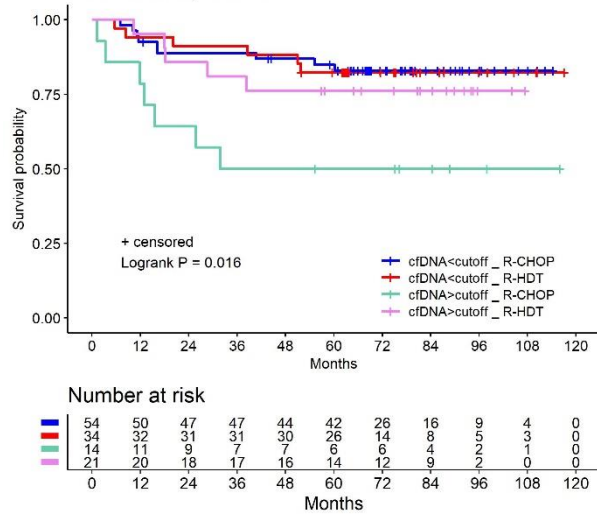 1.00
0.75
0.50
0.25
0.00
Survival probability
+ censored
Logrank P = 0.016
cfDNA<cutoff _ R-CHOP
cfDNA<cutoff _ R-HDT
cfDNA>cutoff _ R-CHOP
cfDNA>cutoff _ R-HDT
0 12 24 36 48 60 72 84 96 108 120
Months
Number at risk
54 50 47 47 44 42 26 16 9 4 0
34 32 31 31 30 26 14 8 5 3 0
14 11 9 7 7 6 6 4 2 1 0
21 20 18 17 16 14 12 9 2 0 0
0 12 24 36 48 60 72 84 96 108 120
Months